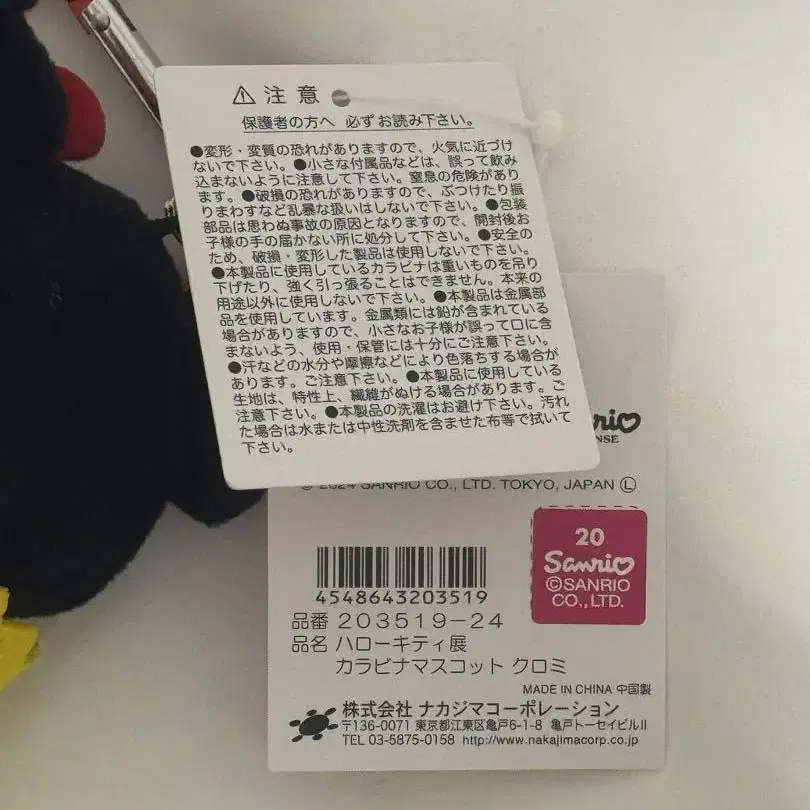 ⚠ 注意
保護者の方へ 必ずお読み下さい。
●変形・変質の恐れがありますので、火気に近づけ
ないで下さい。●小さな付属品などは、誤って飲み
込まないように注意して下さい。窒息の危険があり
ます。●破損の恐れがありますので、ぶつけたり振
りまわすなど乱暴な扱いはしないで下さい。●包装
部品は思わぬ事故の原因となりますので、開封後お
子様の手の届かない所に処分して下さい。●安全の
ため、破損・変形した製品は使用しないで下さい。
●本製品に使用しているカラビナは重いものを吊り
下げたり、強く引っ張ることはできません。本来の
用途以外に使用しないで下さい。●本製品は金属部
品を使用しています。金属類には鉛が含まれている
場合がありますので、小さなお子様が誤って口に含
まないよう、使用・保管には十分にご注意下さい。
●汗などの水分や摩擦などにより色落ちする場合が
あります。ご注意下さい。●本製品に使用している
生地は、特性上、繊維がぬける場合があります。ご
注意下さい。●本製品の洗濯はお避け下さい。汚れ
た場合は水または中性洗剤を含ませた布等で拭いて
下さい。
© 2024 SANRIO CO., LTD. TOKYO, JAPAN Ⓛ
20
Sanrio
©SANRIO
CO.,LTD.
4548643203519
品番 203519-24
品名 ハローキティ展
カラビナマスコット クロミ
MADE IN CHINA 中国製
株式会社 ナカジマコーポレーション
〒136-0071 東京都江東区亀戸6-1-8 亀戸トーセイビルⅡ
TEL 03-5875-0158 http://www.nakajimacorp.co.jp